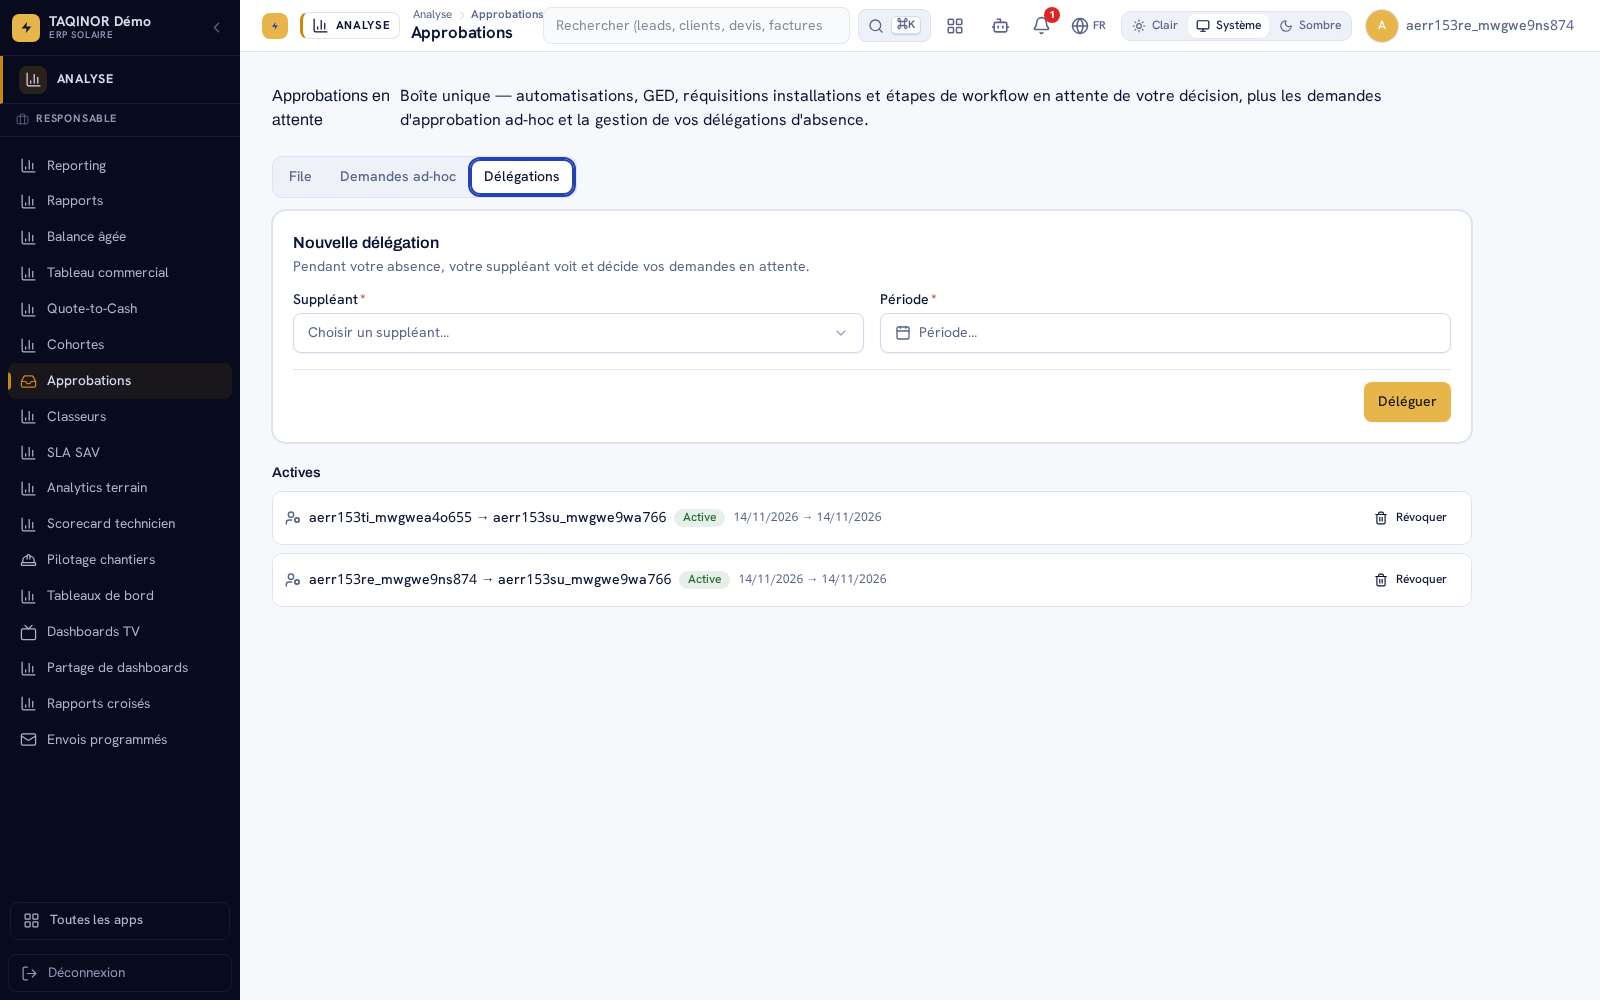 TAQINOR Démo
ERP SOLAIRE
ANALYSE
RESPONSABLE
Reporting
Rapports
Balance âgée
Tableau commercial
Quote-to-Cash
Cohortes
Approbations
Classeurs
SLA SAV
Analytics terrain
Scorecard technicien
Pilotage chantiers
Tableaux de bord
Dashboards TV
Partage de dashboards
Rapports croisés
Envois programmés
Toutes les apps
Déconnexion
ANALYSE
Analyse > Approbations
Approbations
Rechercher (leads, clients, devis, factures
⌘K
1
FR
Clair
Système
Sombre
A
aerr153re_mwgwe9ns874
Approbations en attente
Boîte unique — automatisations, GED, réquisitions installations et étapes de workflow en attente de votre décision, plus les demandes
d'approbation ad-hoc et la gestion de vos délégations d'absence.
File
Demandes ad-hoc
Délégations
Nouvelle délégation
Pendant votre absence, votre suppléant voit et décide vos demandes en attente.
Suppléant *
Choisir un suppléant...
Période *
Période...
Déléguer
Actives
aerr153ti_mwgwea4o655 → aerr153su_mwgwe9wa766 Active 14/11/2026 → 14/11/2026 Révoquer
aerr153re_mwgwe9ns874 → aerr153su_mwgwe9wa766 Active 14/11/2026 → 14/11/2026 Révoquer